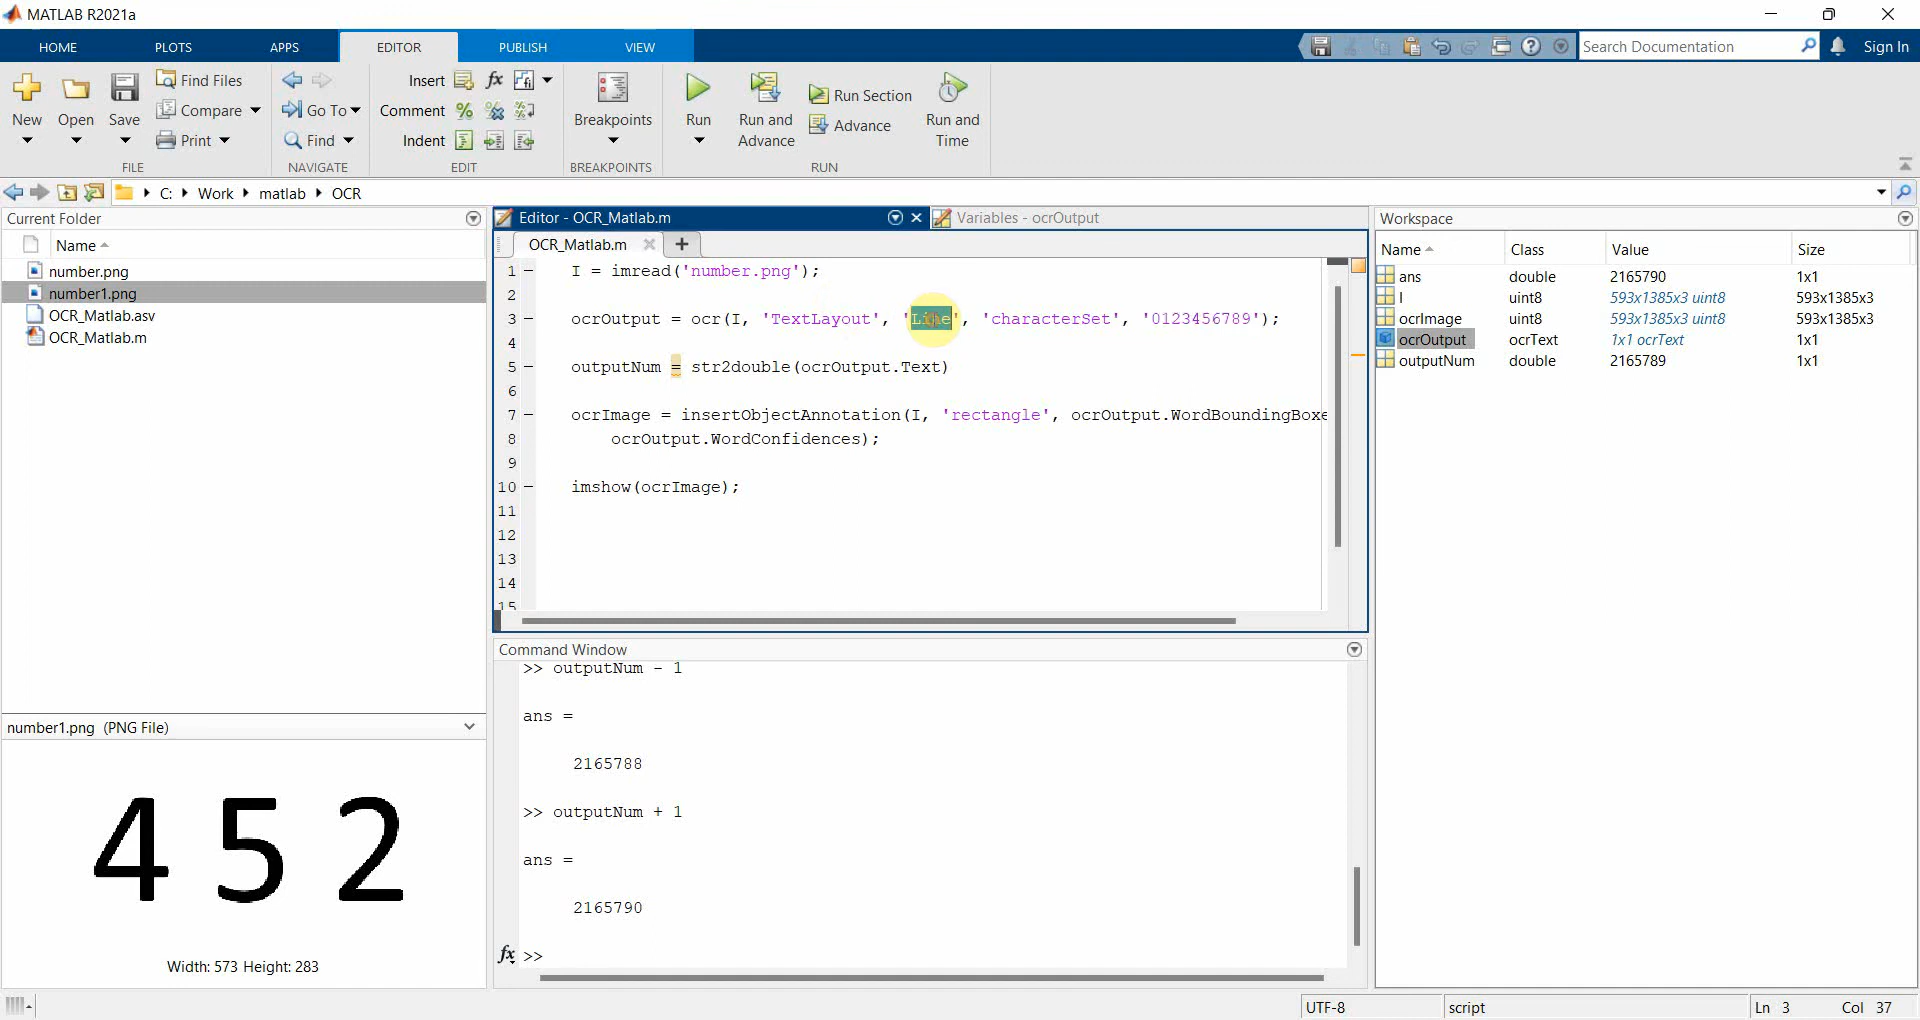 MATLAB R2021a
HOME PLOTS APPS EDITOR PUBLISH VIEW
Search Documentation
Sign In
New Open Save
Find Files
Compare
Print
FILE
Go To
Find
NAVIGATE
Insert fx
Comment
Indent
EDIT
Breakpoints
BREAKPOINTS
Run
Run and Advance
Run Section
Advance
Run and Time
RUN
C: Work matlab OCR
Current Folder
Name
number.png
number1.png
OCR_Matlab.asv
OCR_Matlab.m
number1.png (PNG File)
4 5 2
Width: 573 Height: 283
Editor - OCR_Matlab.m
Variables - ocrOutput
OCR_Matlab.m
1 I = imread('number.png');
2
3 ocrOutput = ocr(I, 'TextLayout', 'Line', 'characterSet', '0123456789');
4
5 outputNum = str2double(ocrOutput.Text)
6
7 ocrImage = insertObjectAnnotation(I, 'rectangle', ocrOutput.WordBoundingBoxe
8 ocrOutput.WordConfidences);
9
10 imshow(ocrImage);
11
12
13
14
15
Command Window
>> outputNum - 1
ans =
2165788
>> outputNum + 1
ans =
2165790
fx >>
Workspace
Name Class Value Size
ans double 2165790 1x1
I uint8 593x1385x3 uint8 593x1385x3
ocrImage uint8 593x1385x3 uint8 593x1385x3
ocrOutput ocrText 1x1 ocrText 1x1
outputNum double 2165789 1x1
UTF-8 script Ln 3 Col 37